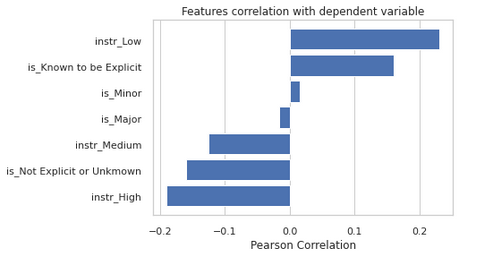 Features correlation with dependent variable
instr_Low
is_Known to be Explicit
is_Minor
is_Major
instr_Medium
is_Not Explicit or Unkmown
instr_High
−0.2 −0.1 0.0 0.1 0.2
Pearson Correlation